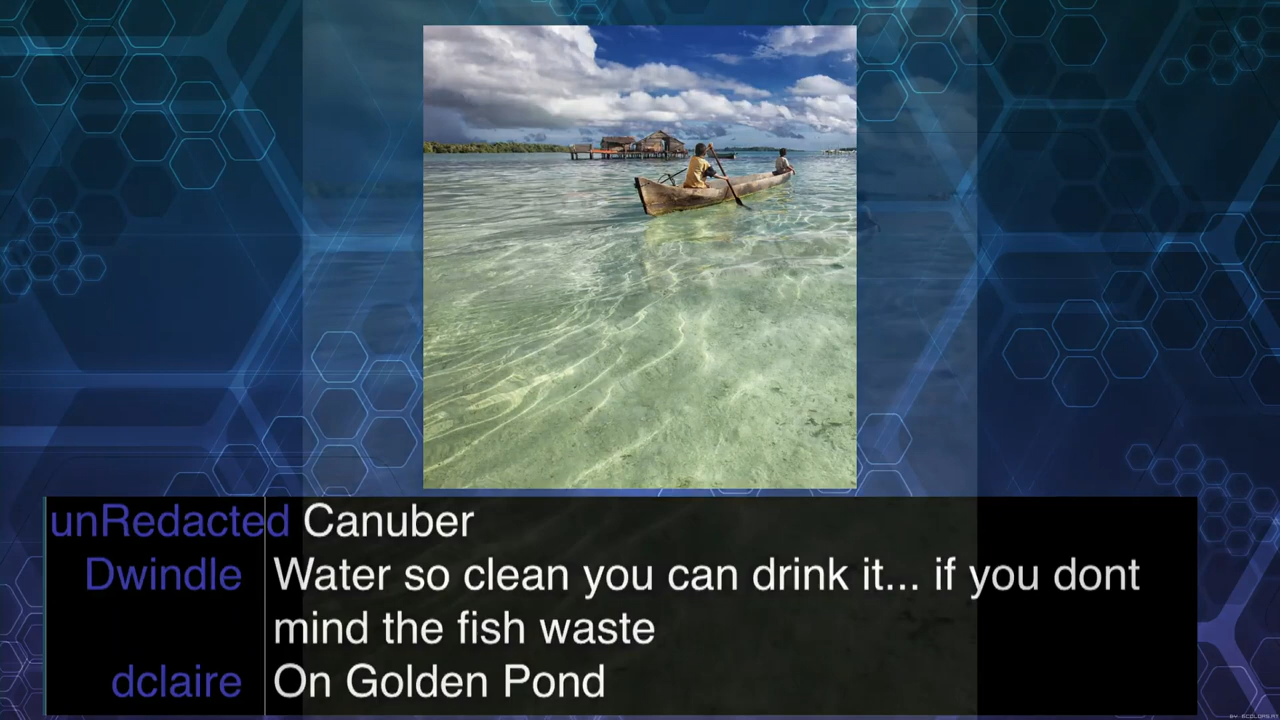 unRedacted Canuber
Dwindle Water so clean you can drink it... if you dont
mind the fish waste
dclaire On Golden Pond